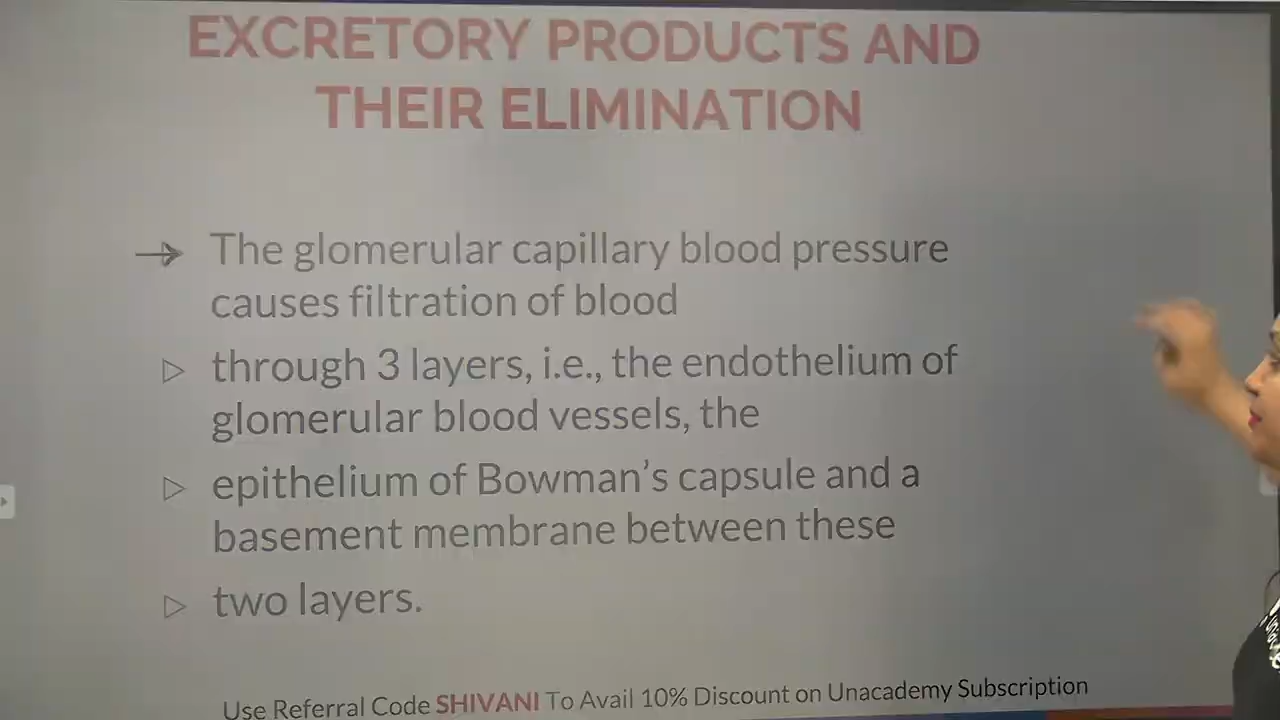 EXCRETORY PRODUCTS AND
THEIR ELIMINATION
The glomerular capillary blood pressure
causes filtration of blood
through 3 layers, i.e., the endothelium of
glomerular blood vessels, the
epithelium of Bowman's capsule and a
basement membrane between these
two layers.
Use Referral Code SHIVANI To Avail 10% Discount on Unacademy Subscription